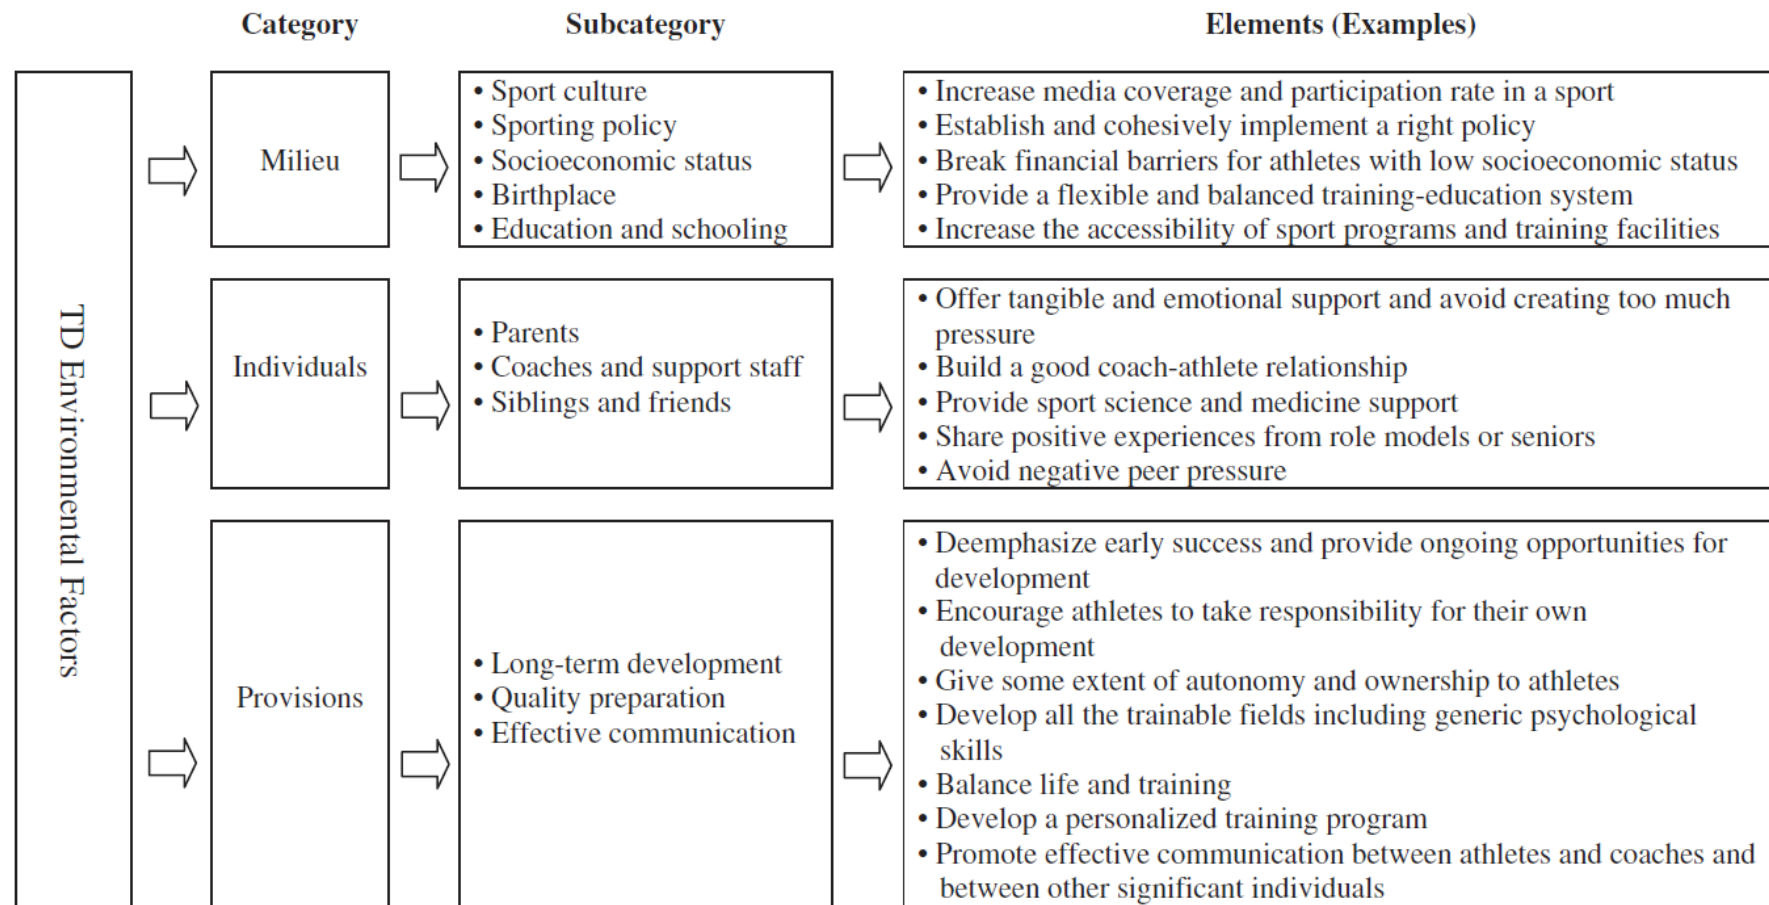 Category Subcategory Elements (Examples)
TD Environmental Factors
Milieu
• Sport culture
• Sporting policy
• Socioeconomic status
• Birthplace
• Education and schooling
• Increase media coverage and participation rate in a sport
• Establish and cohesively implement a right policy
• Break financial barriers for athletes with low socioeconomic status
• Provide a flexible and balanced training-education system
• Increase the accessibility of sport programs and training facilities
Individuals
• Parents
• Coaches and support staff
• Siblings and friends
• Offer tangible and emotional support and avoid creating too much
pressure
• Build a good coach-athlete relationship
• Provide sport science and medicine support
• Share positive experiences from role models or seniors
• Avoid negative peer pressure
Provisions
• Long-term development
• Quality preparation
• Effective communication
• Deemphasize early success and provide ongoing opportunities for
development
• Encourage athletes to take responsibility for their own
development
• Give some extent of autonomy and ownership to athletes
• Develop all the trainable fields including generic psychological
skills
• Balance life and training
• Develop a personalized training program
• Promote effective communication between athletes and coaches and
between other significant individuals